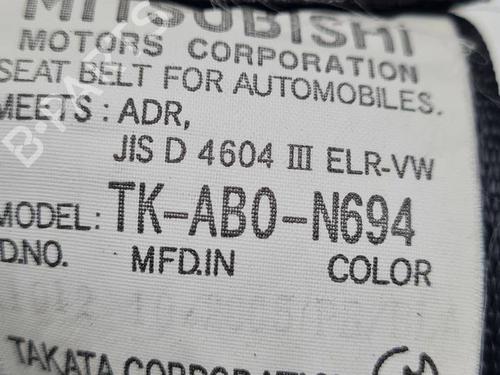 MITSUBISHI
MOTORS CORPORATION
SEAT BELT FOR AUTOMOBILES.
MEETS : ADR,
JIS D 4604 III ELR-VW
MODEL: TK-AB0-N694
D.NO. MFD.IN COLOR
TAKATA CORPORATION
B-PARTS